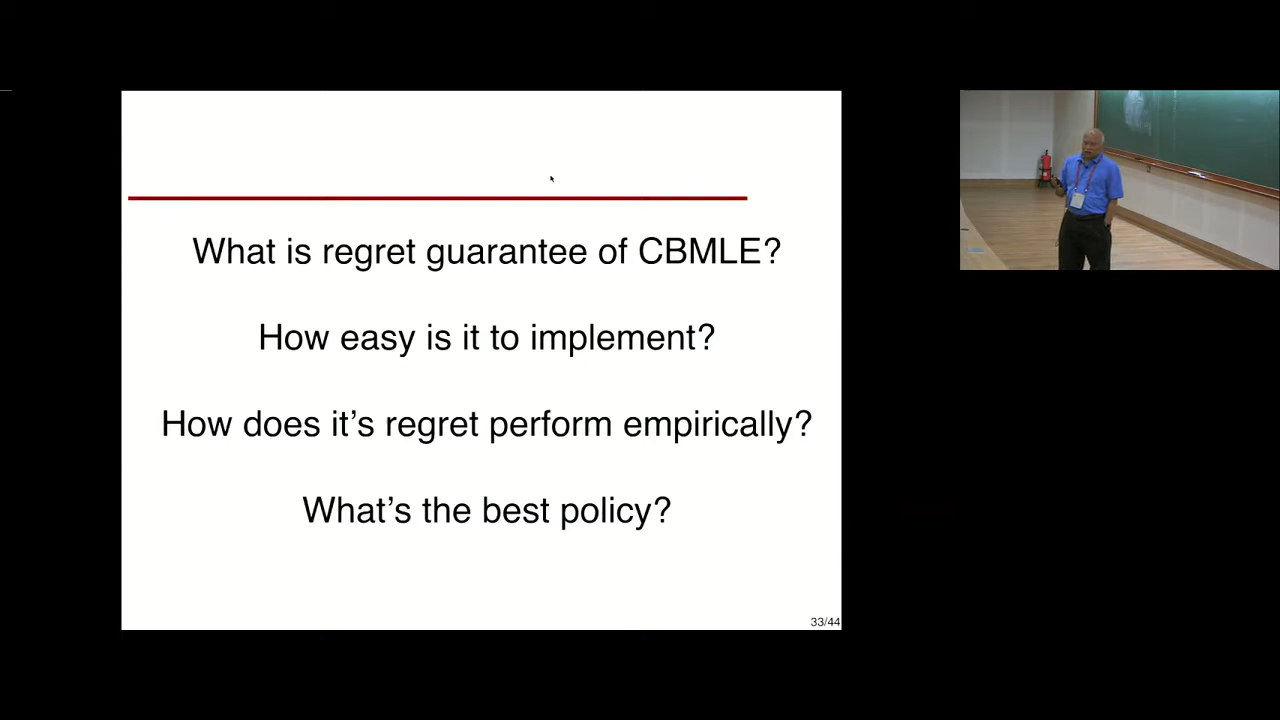 What is regret guarantee of CBMLE?
How easy is it to implement?
How does it’s regret perform empirically?
What’s the best policy?
33/44